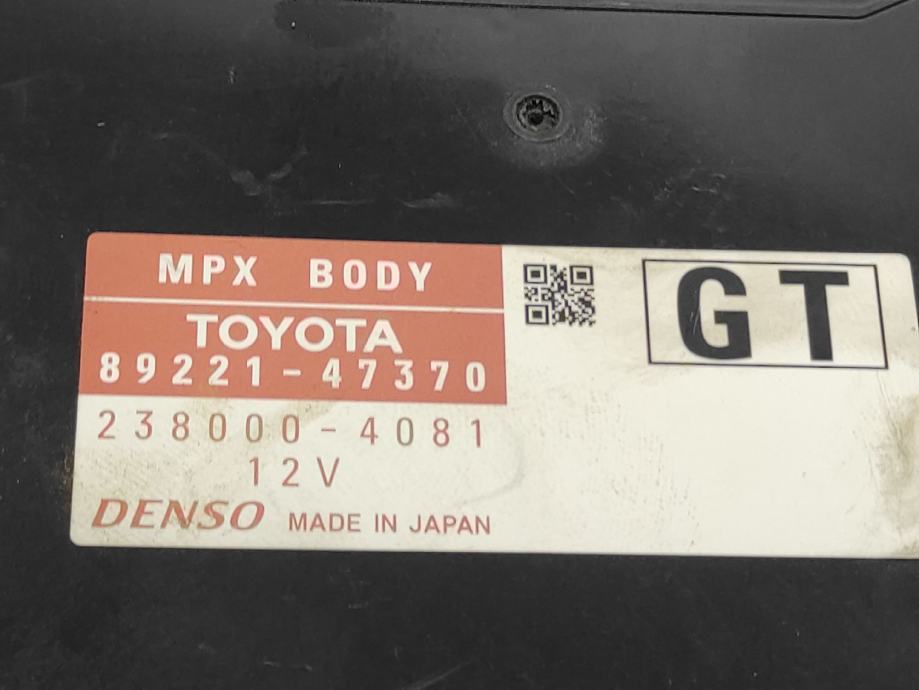 MPX BODY
TOYOTA
89221-47370
238000-4081
12V
DENSO MADE IN JAPAN
GT